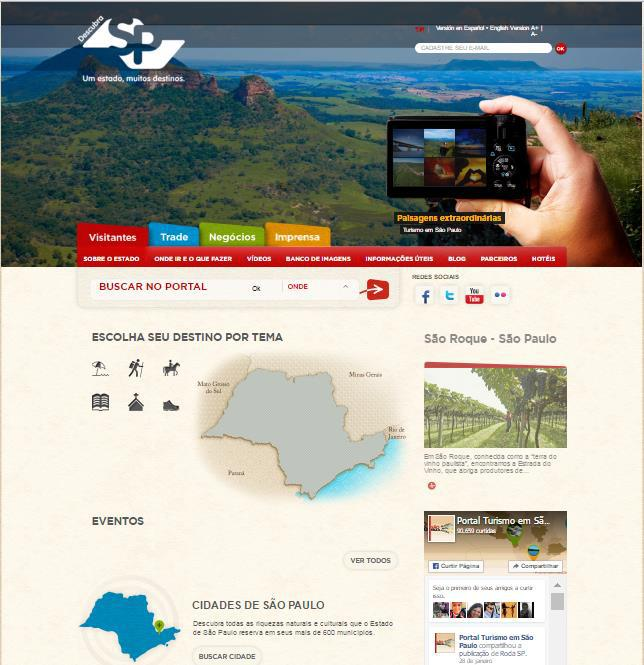 Descubra
SP
Um estado, muitos destinos.
Versión en Español • English Version A+ |
A-
CADASTRE SEU E-MAIL
OK
Paisagens extraordinárias
Turismo em São Paulo
Visitantes
Trade
Negócios
Imprensa
SOBRE O ESTADO
ONDE IR E O QUE FAZER
VÍDEOS
BANCO DE IMAGENS
INFORMAÇÕES ÚTEIS
BLOG
PARCEIROS
HOTÉIS
BUSCAR NO PORTAL
Ok
ONDE
REDES SOCIAIS
You
Tube
ESCOLHA SEU DESTINO POR TEMA
Mato Grosso
do Sul
Minas Gerais
Rio de
Janeiro
Paraná
São Roque - São Paulo
Em São Roque, conhecida como a "terra do
vinho paulista", encontramos a Estrada do
Vinho, que abriga produtores de...
EVENTOS
VER TODOS
Portal Turismo em Sã...
90.659 curtidas
Curtir Página
Compartilhar
Seja o primeiro de seus amigos a curtir
isso.
Portal Turismo em São
Paulo compartilhou a
publicação de Roda SP.
28 de janeiro
CIDADES DE SÃO PAULO
Descubra todas as riquezas naturais e culturais que o Estado
de São Paulo reserva em seus mais de 600 municípios.
BUSCAR CIDADE